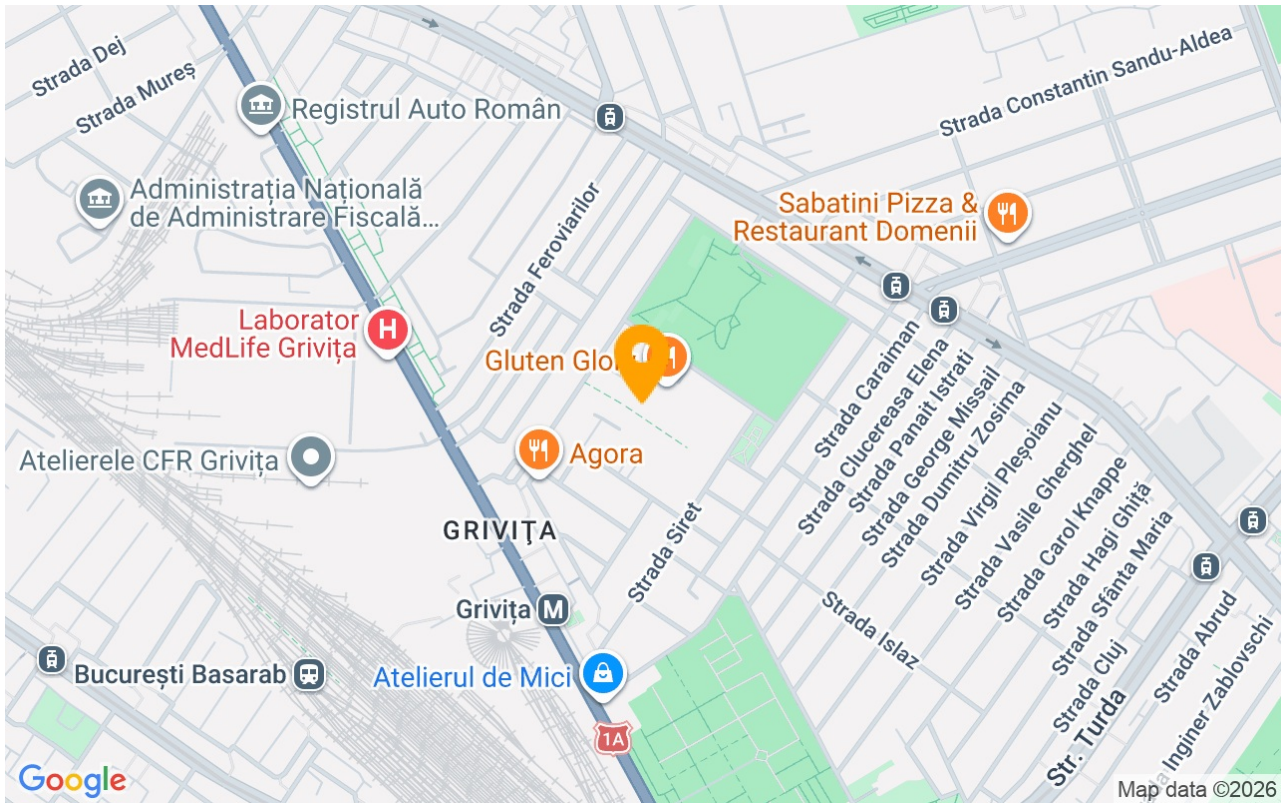 Strada Dej
Strada Mureș
Registrul Auto Român
Strada Constantin Sandu-Aldea
Administrația Națională
de Administrare Fiscală...
Strada Feroviarilor
Sabatini Pizza &
Restaurant Domenii
Laborator
MedLife Grivița
H
Gluten Glo
Strada Caraiman
Strada Clucereasa Elena
Strada Panait Istrati
Strada George Missail
Strada Dumitru Zosima
Strada Virgil Pleșoianu
Strada Vasile Gherghel
Strada Carol Knappe
Strada Hagi Ghiță
Strada Sfânta Maria
Strada Cluj
Str. Turda
Strada Abrud
Inginer Zablovschi
Atelierele CFR Grivița
Agora
GRIVIŢA
Strada Siret
Strada Islaz
Grivița M
București Basarab
Atelierul de Mici
1A
Google
Map data ©2026